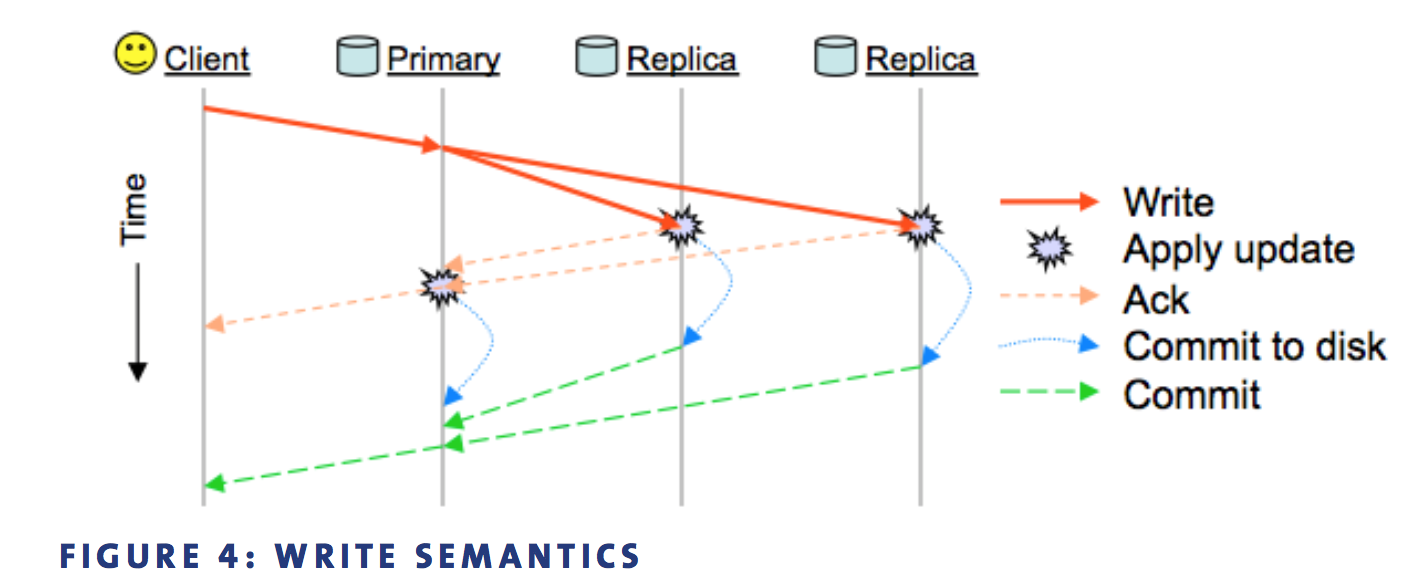 Client
Primary
Replica
Replica
Time
Write
Apply update
Ack
Commit to disk
Commit
FIGURE 4: WRITE SEMANTICS